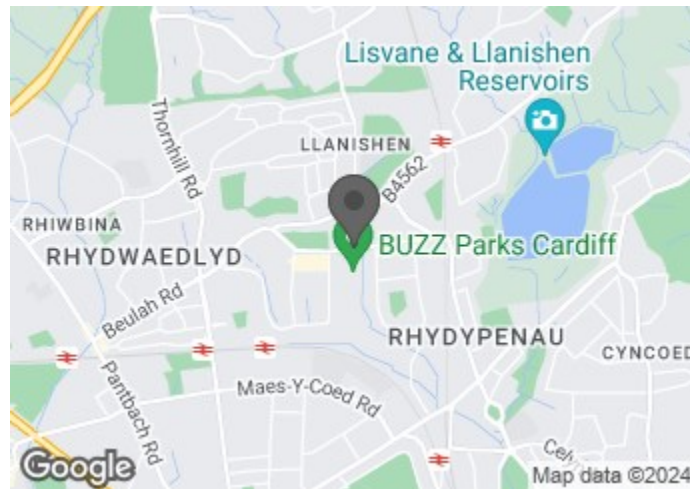 Lisvane & Llanishen
Reservoirs
LLANISHEN
Thornhill Rd
B4562
RHIWBINA
RHYDWAEDLYD
BUZZ Parks Cardiff
Beulah Rd
RHYDYPENAU
CYNCOED
Pantbach Rd
Maes-Y-Coed Rd
Google
Map data ©2024